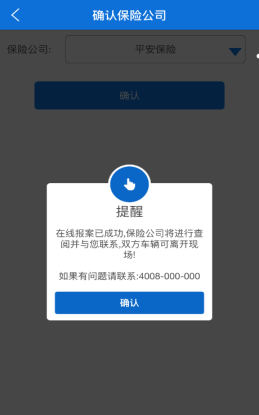 确认保险公司
保险公司: 平安保险
确认
提醒
在线报案已成功,保险公司将进行查
阅并与您联系,双方车辆可离开现
场!
如果有问题请联系:4008-000-000
确认